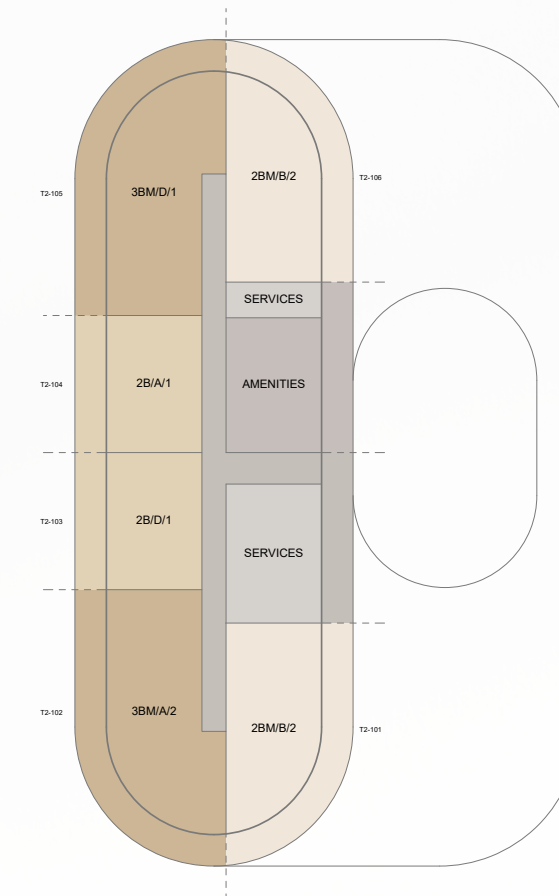 2BM/B/2
T2-106
3BM/D/1
T2-105
SERVICES
AMENITIES
2B/A/1
T2-104
2B/D/1
T2-103
SERVICES
3BM/A/2
T2-102
2BM/B/2
T2-101